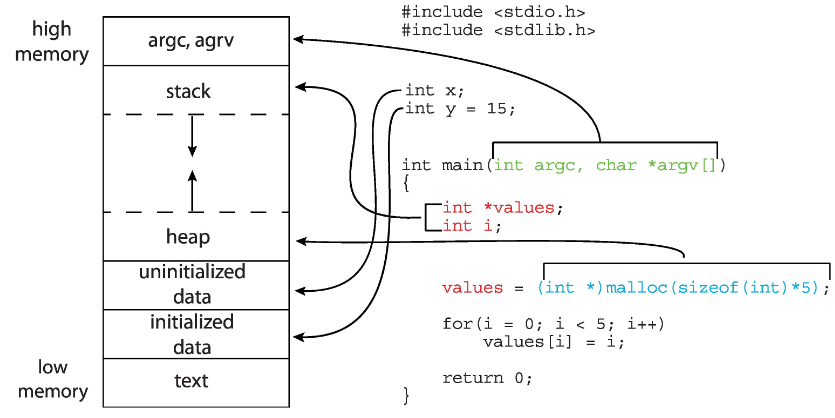 high
memory
argc, agrv
stack
heap
uninitialized
data
initialized
data
text
low
memory
#include <stdio.h>
#include <stdlib.h>
int x;
int y = 15;
int main(int argc, char *argv[])
{
int *values;
int i;
values = (int *)malloc(sizeof(int)*5);
for(i = 0; i < 5; i++)
values[i] = i;
return 0;
}